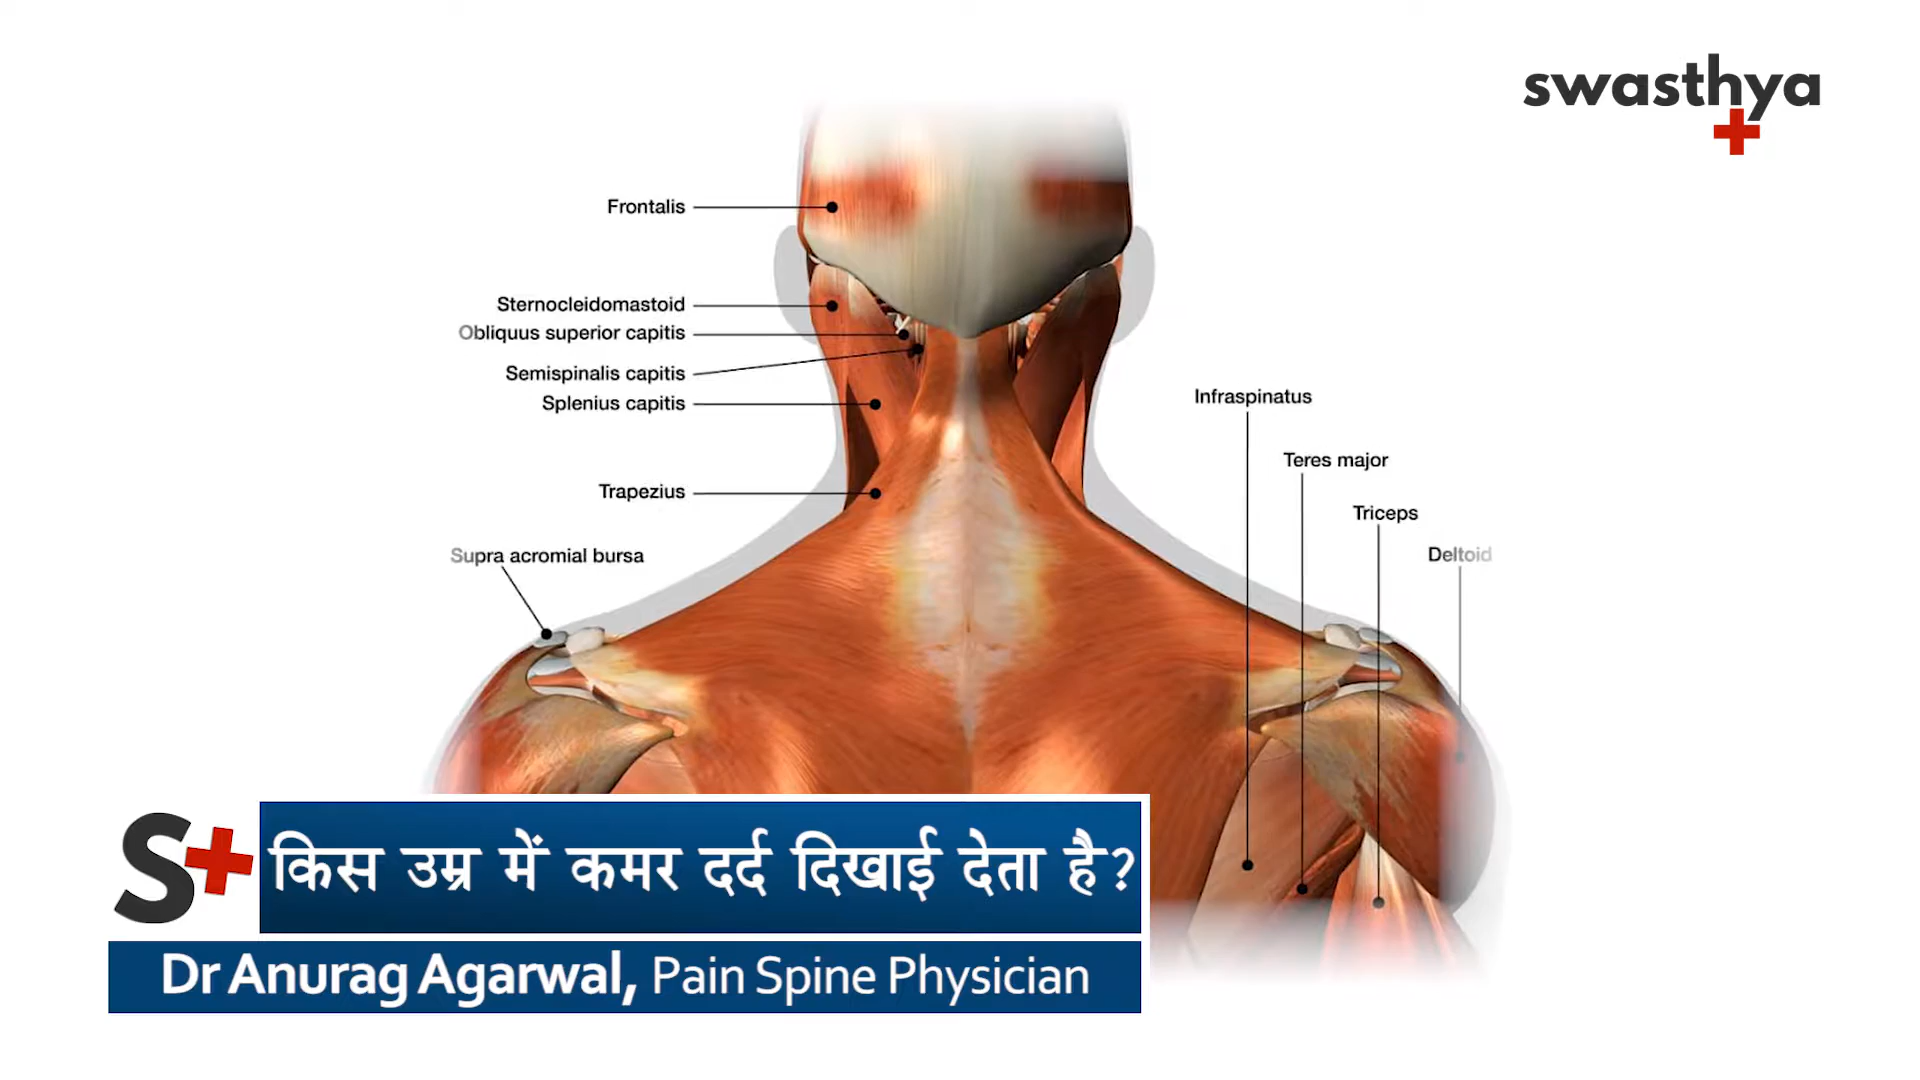 swasthya
Frontalis
Sternocleidomastoid
Obliquus superior capitis
Semispinalis capitis
Splenius capitis
Trapezius
Supra acromial bursa
Infraspinatus
Teres major
Triceps
Deltoid
S+
किस उम्र में कमर दर्द दिखाई देता है?
Dr Anurag Agarwal, Pain Spine Physician